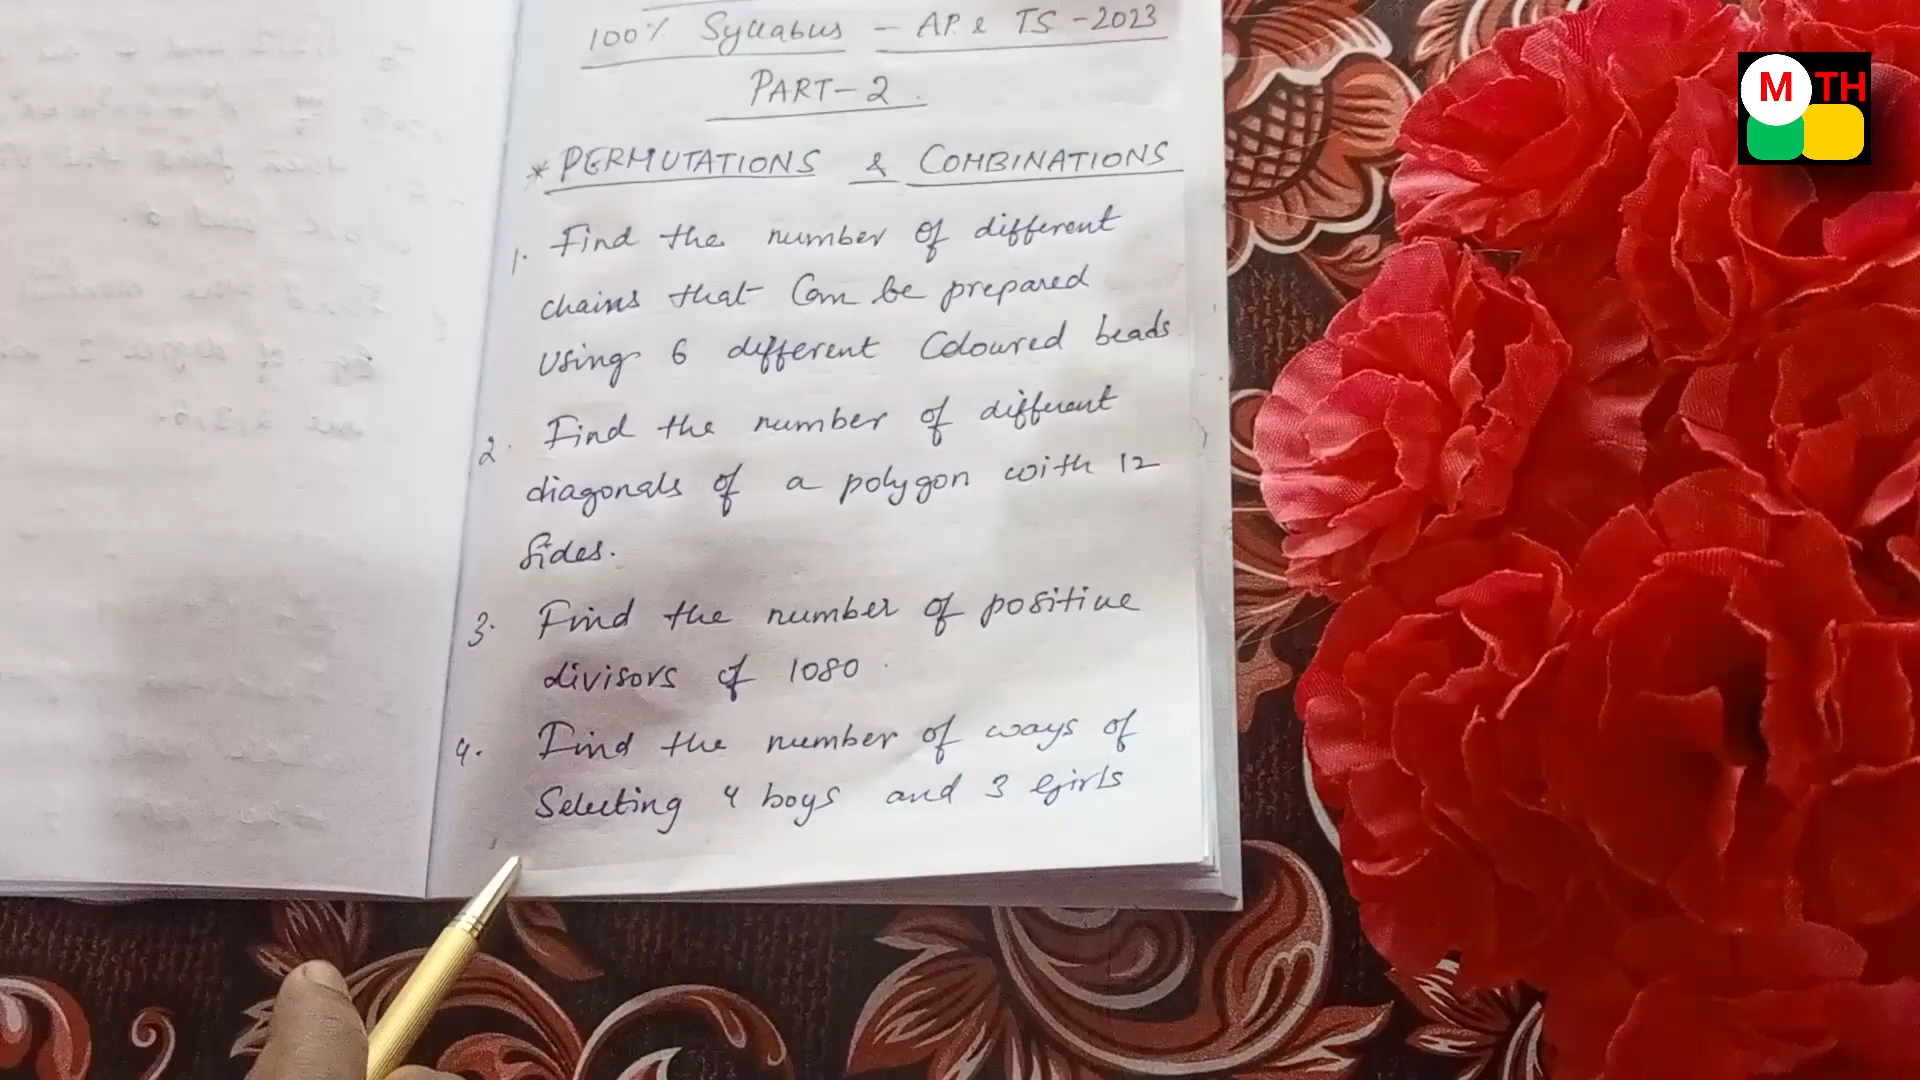 100% Syllabus - AP & TS -2023
PART-2
* PERMUTATIONS & COMBINATIONS
1. Find the number of different
chains that Can be prepared
Using 6 different Coloured beads
2. Find the number of different
diagonals of a polygon with 12
Sides.
3. Find the number of positive
divisors of 1080.
4. Find the number of ways of
Selecting 4 boys and 3 girls
M TH